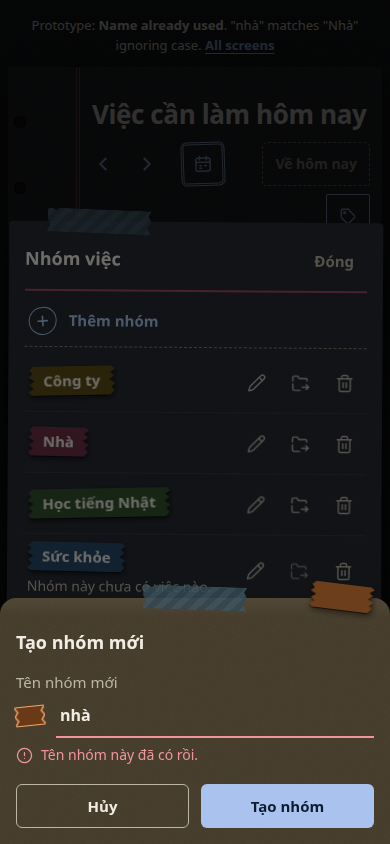 Prototype: Name already used. "nhà" matches "Nhà"
ignoring case. All screens
Việc cần làm hôm nay
Về hôm nay
Nhóm việc
Đóng
Thêm nhóm
Công ty
Nhà
Học tiếng Nhật
Sức khỏe
Nhóm này chưa có việc nào
Tạo nhóm mới
Tên nhóm mới
nhà
Tên nhóm này đã có rồi.
Hủy
Tạo nhóm